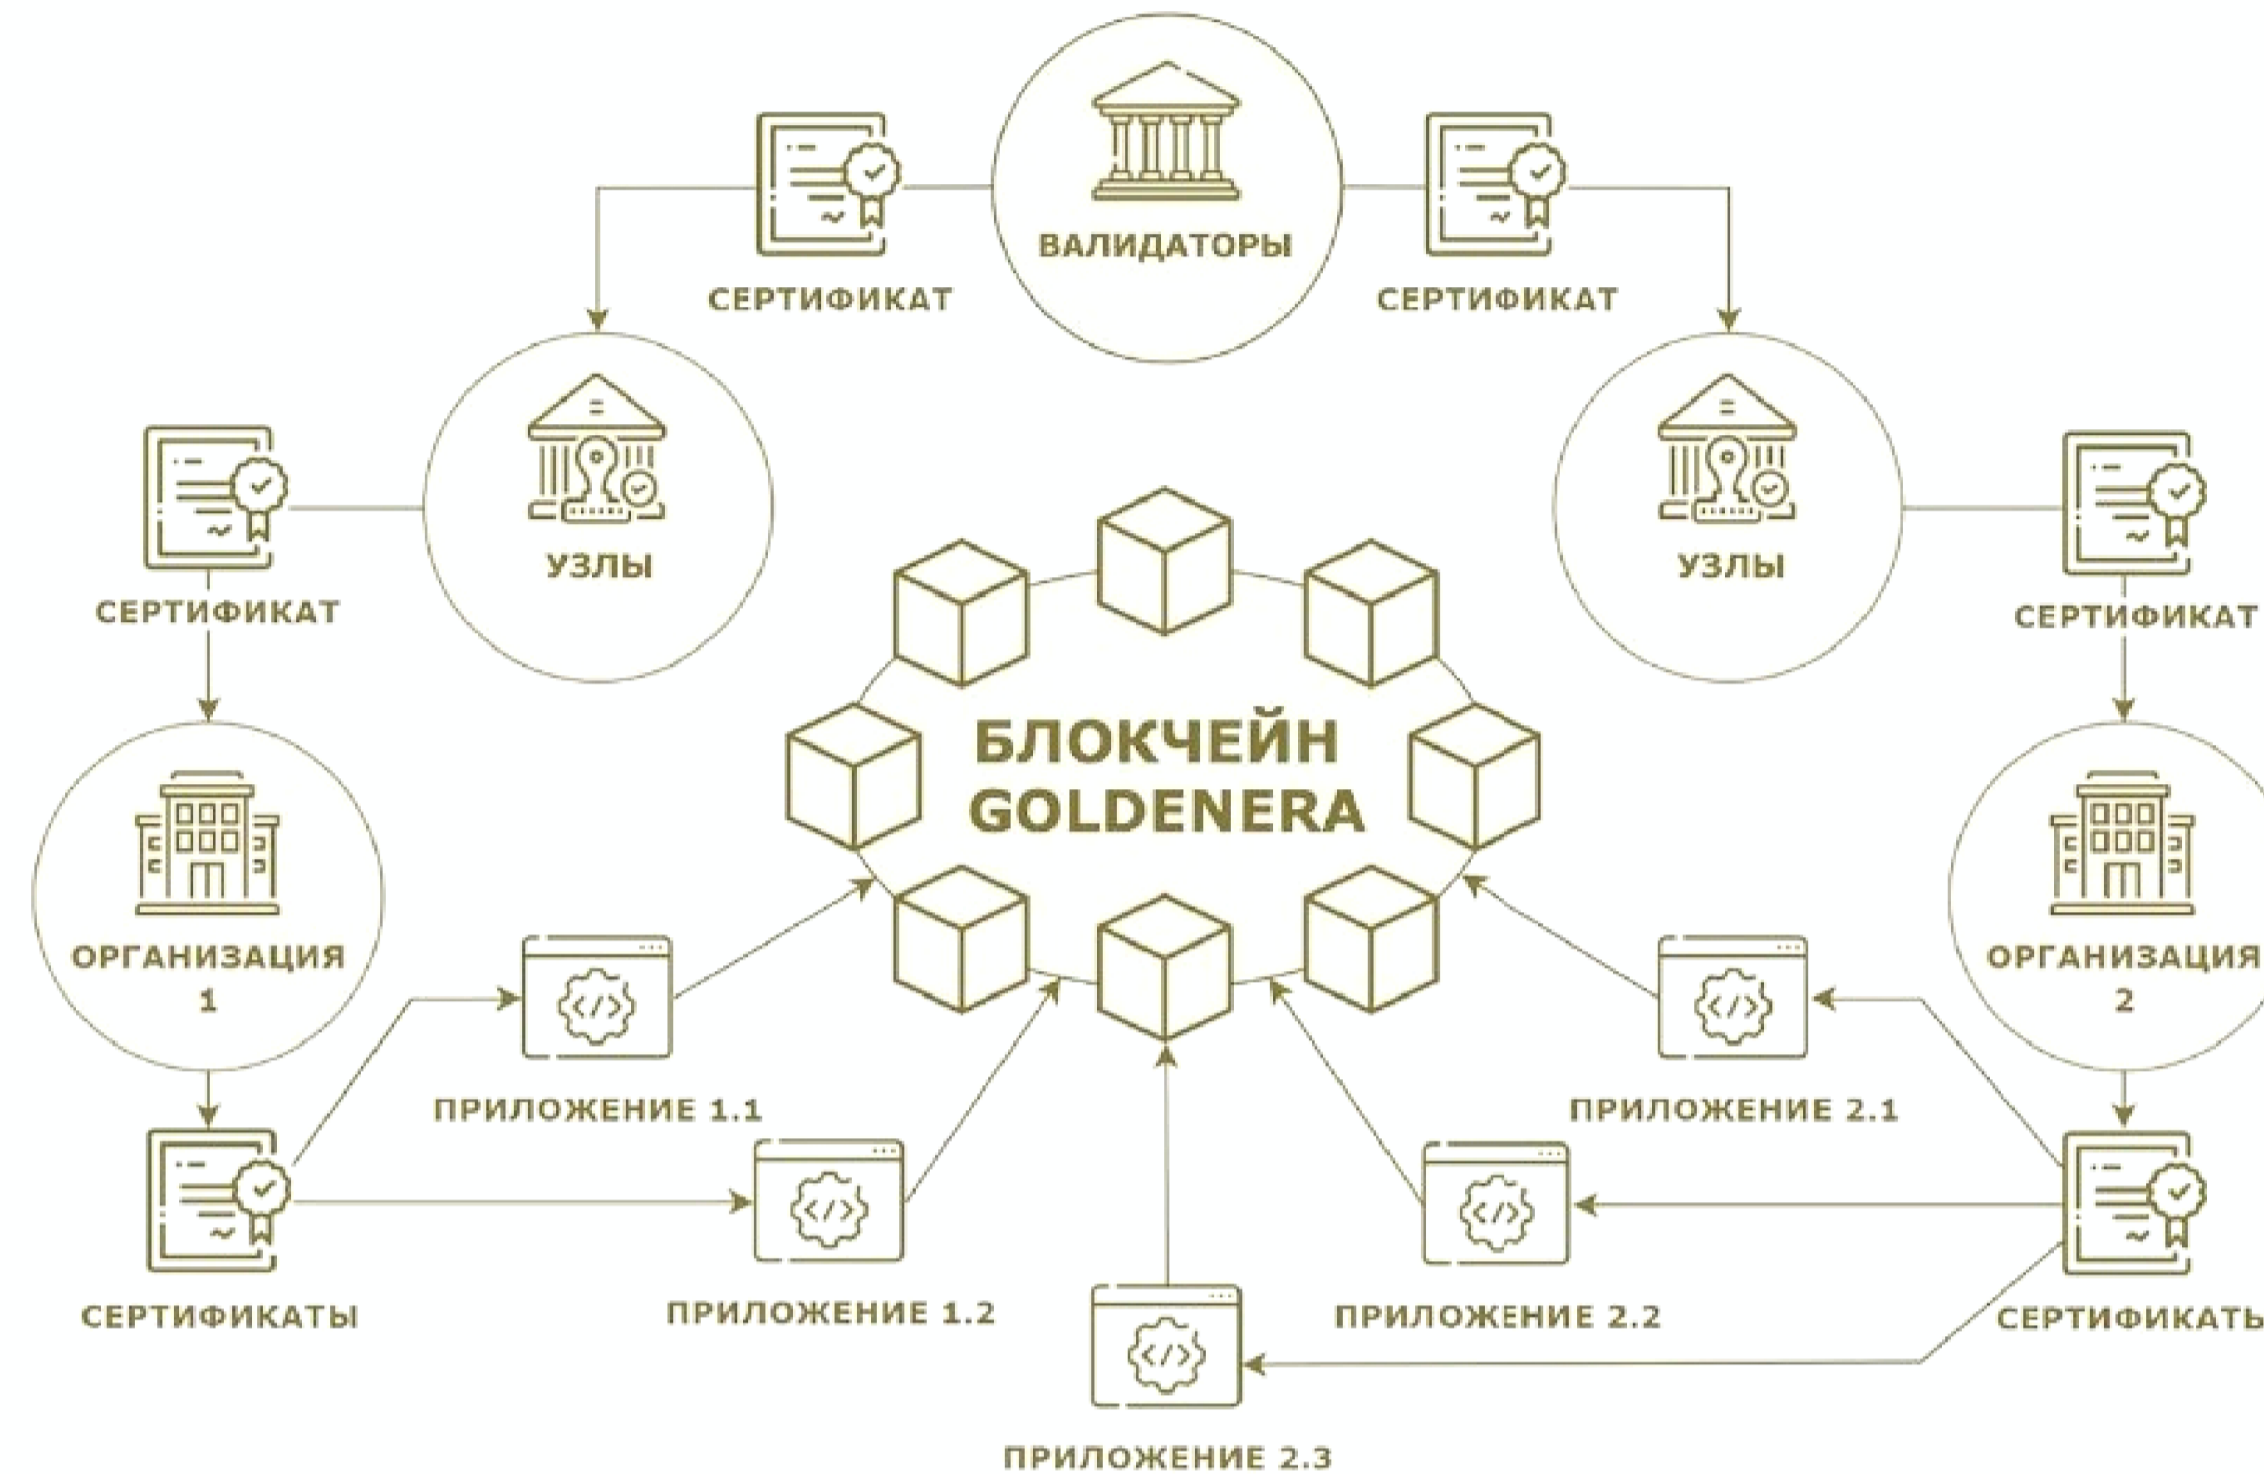 ВАЛИДАТОРЫ
СЕРТИФИКАТ
СЕРТИФИКАТ
УЗЛЫ
УЗЛЫ
СЕРТИФИКАТ
СЕРТИФИКАТ
БЛОКЧЕЙН
GOLDENERA
ОРГАНИЗАЦИЯ
1
ОРГАНИЗАЦИЯ
2
ПРИЛОЖЕНИЕ 1.1
ПРИЛОЖЕНИЕ 2.1
СЕРТИФИКАТЫ
ПРИЛОЖЕНИЕ 1.2
ПРИЛОЖЕНИЕ 2.2
СЕРТИФИКАТЫ
ПРИЛОЖЕНИЕ 2.3